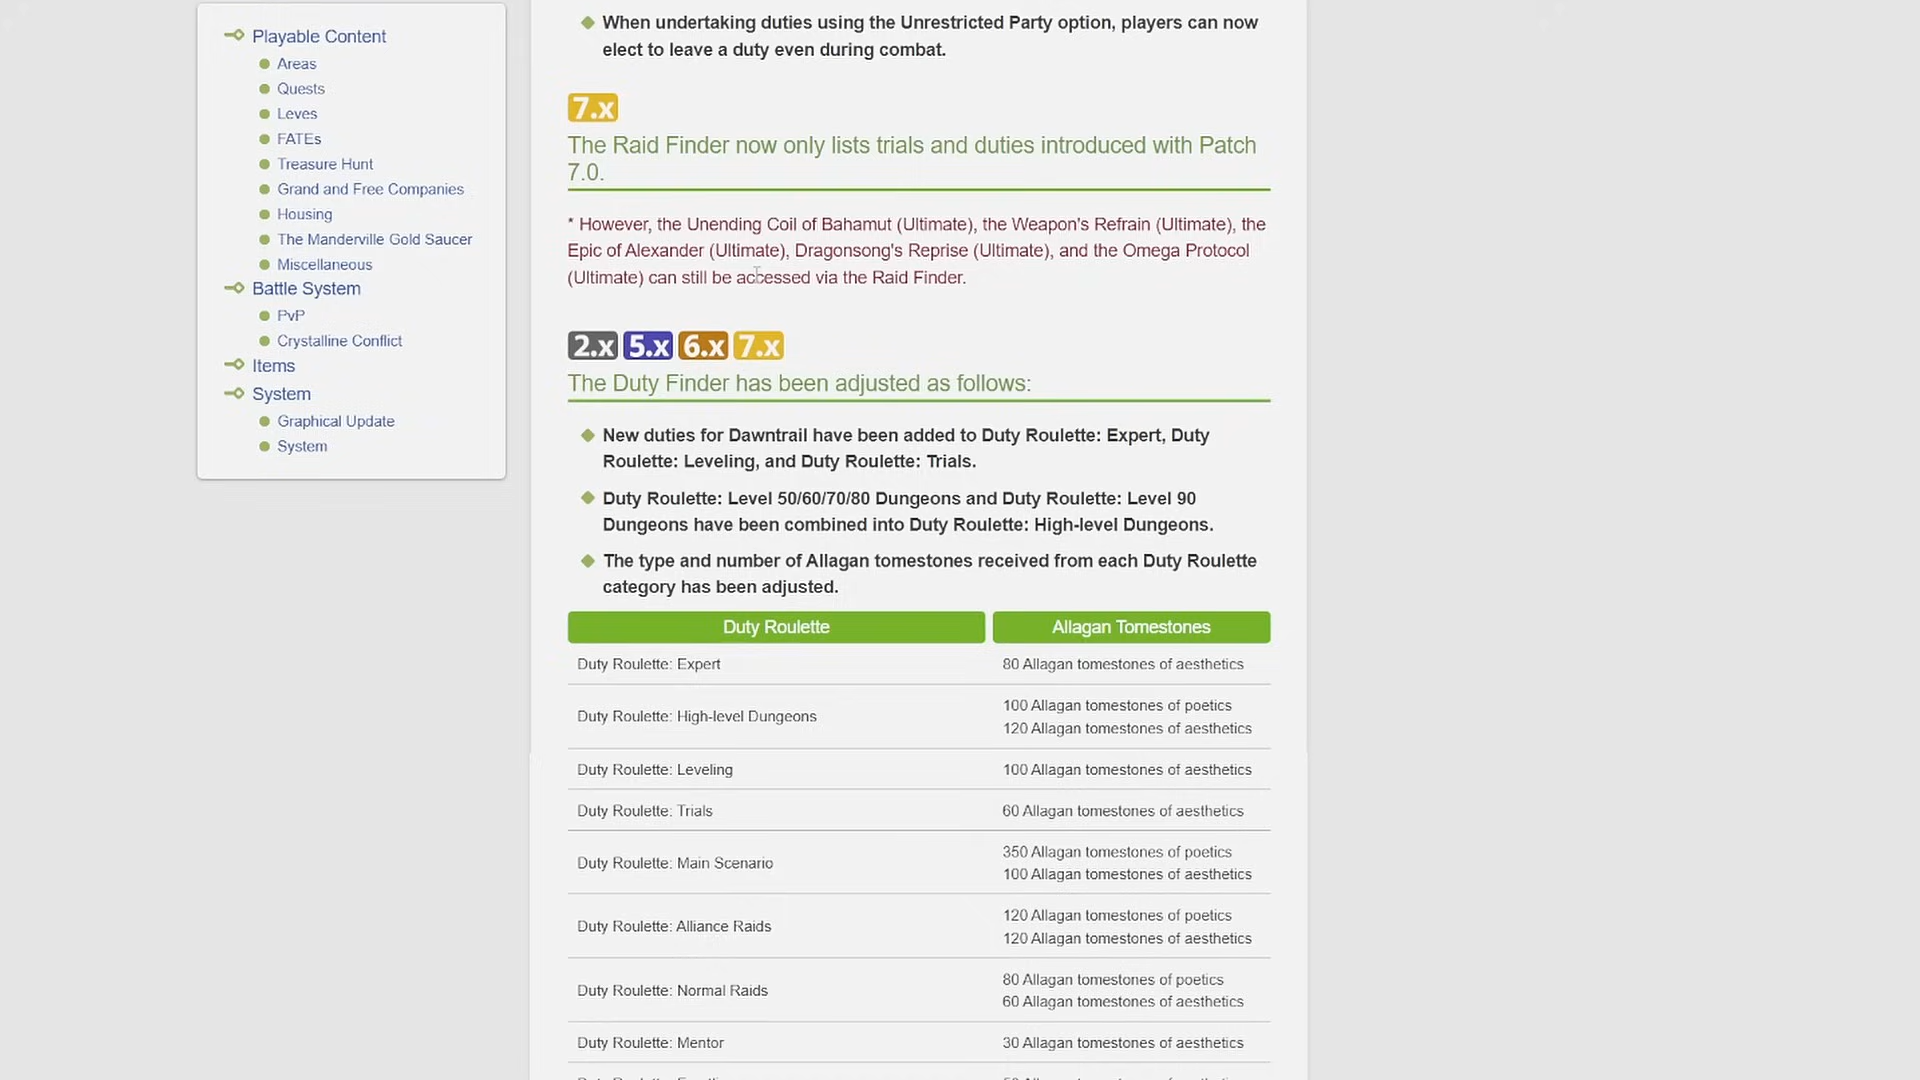 Playable Content
Areas
Quests
Leves
FATEs
Treasure Hunt
Grand and Free Companies
Housing
The Manderville Gold Saucer
Miscellaneous
Battle System
PvP
Crystalline Conflict
Items
System
Graphical Update
System
When undertaking duties using the Unrestricted Party option, players can now
elect to leave a duty even during combat.
7.x
The Raid Finder now only lists trials and duties introduced with Patch
7.0.
* However, the Unending Coil of Bahamut (Ultimate), the Weapon's Refrain (Ultimate), the
Epic of Alexander (Ultimate), Dragonsong's Reprise (Ultimate), and the Omega Protocol
(Ultimate) can still be accessed via the Raid Finder.
2.x 5.x 6.x 7.x
The Duty Finder has been adjusted as follows:
New duties for Dawntrail have been added to Duty Roulette: Expert, Duty
Roulette: Leveling, and Duty Roulette: Trials.
Duty Roulette: Level 50/60/70/80 Dungeons and Duty Roulette: Level 90
Dungeons have been combined into Duty Roulette: High-level Dungeons.
The type and number of Allagan tomestones received from each Duty Roulette
category has been adjusted.
Duty Roulette Allagan Tomestones
Duty Roulette: Expert 80 Allagan tomestones of aesthetics
Duty Roulette: High-level Dungeons 100 Allagan tomestones of poetics
120 Allagan tomestones of aesthetics
Duty Roulette: Leveling 100 Allagan tomestones of aesthetics
Duty Roulette: Trials 60 Allagan tomestones of aesthetics
Duty Roulette: Main Scenario 350 Allagan tomestones of poetics
100 Allagan tomestones of aesthetics
Duty Roulette: Alliance Raids 120 Allagan tomestones of poetics
120 Allagan tomestones of aesthetics
Duty Roulette: Normal Raids 80 Allagan tomestones of poetics
60 Allagan tomestones of aesthetics
Duty Roulette: Mentor 30 Allagan tomestones of aesthetics